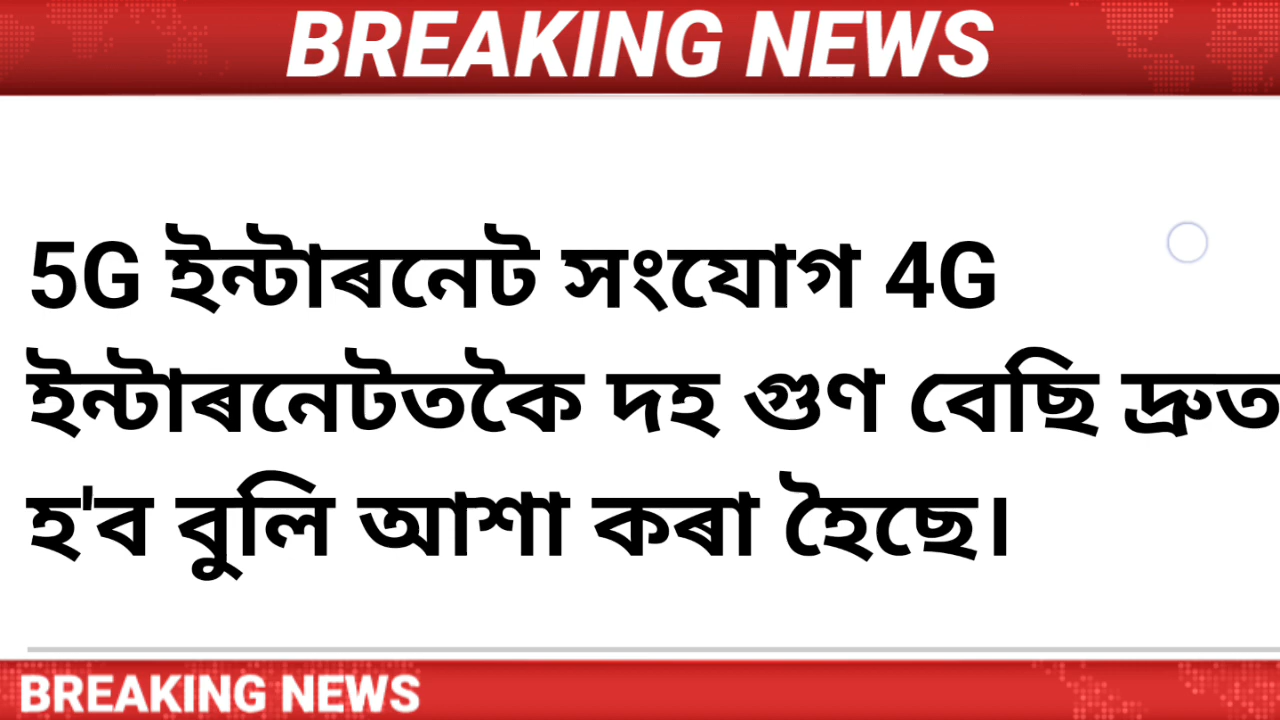 BREAKING NEWS
5G ইন্টাৰনেট সংযোগ 4G
ইন্টাৰনেটতকৈ দহ গুণ বেছি দ্ৰুত
হ'ব বুলি আশা কৰা হৈছে।
BREAKING NEWS